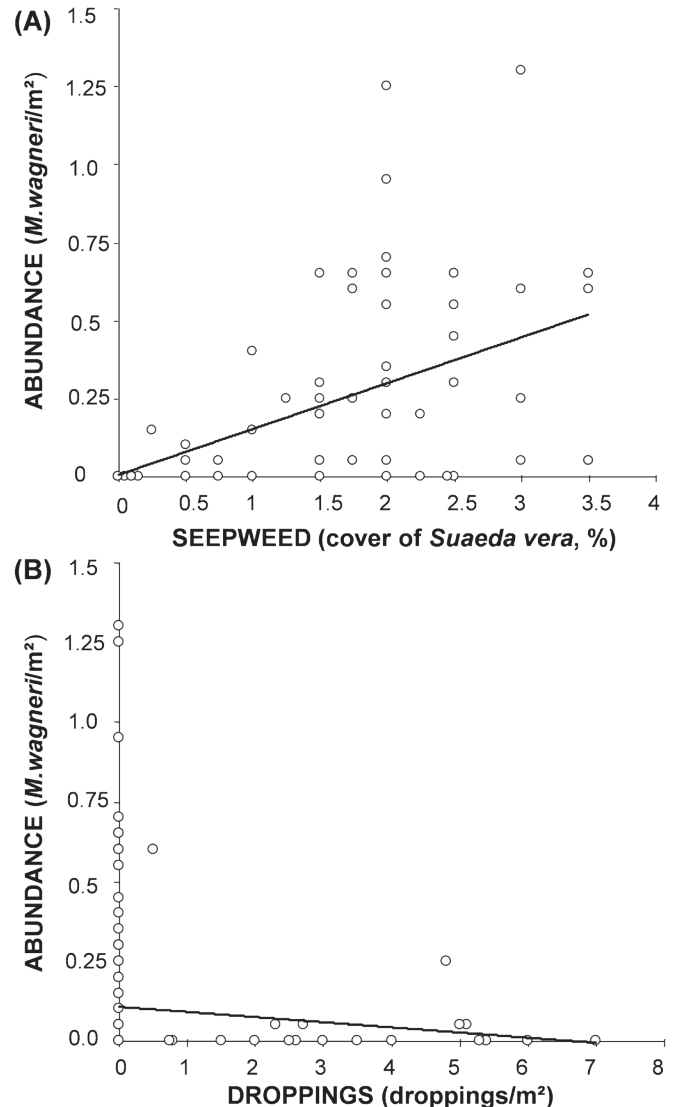 (A)
1.5
1.25
1.0
0.75
0.5
0.25
0
ABUNDANCE (M.wagneri/m²)
0 0.5 1 1.5 2 2.5 3 3.5 4
SEEPWEED (cover of Suaeda vera, %)
(B)
1.5
1.25
1.0
0.75
0.5
0.25
0.0
ABUNDANCE (M.wagneri/m²)
0 1 2 3 4 5 6 7 8
DROPPINGS (droppings/m²)